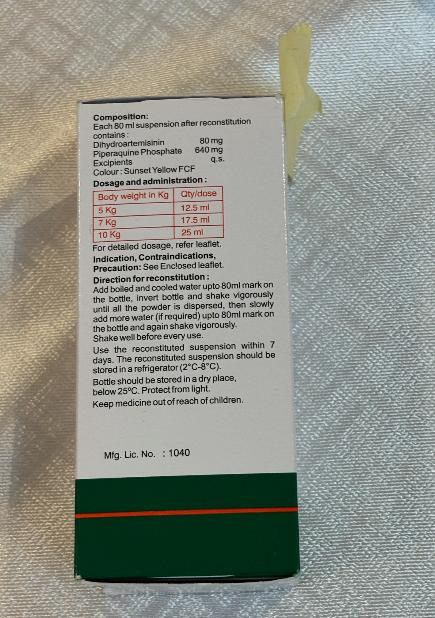 Composition:
Each 80 ml suspension after reconstitution
contains :
Dihydroartemisinin 80 mg
Piperaquine Phosphate 640 mg
Excipients q.s.
Colour : Sunset Yellow FCF
Dosage and administration :
Body weight in Kg Qty/dose
5 Kg 12.5 ml
7 Kg 17.5 ml
10 Kg 25 ml
For detailed dosage, refer leaflet.
Indication, Contraindications,
Precaution: See Enclosed leaflet.
Direction for reconstitution :
Add boiled and cooled water upto 80ml mark on
the bottle, invert bottle and shake vigorously
until all the powder is dispersed, then slowly
add more water (if required) upto 80ml mark on
the bottle and again shake vigorously.
Shake well before every use.
Use the reconstituted suspension within 7
days. The reconstituted suspension should be
stored in a refrigerator (2°C-8°C).
Bottle should be stored in a dry place,
below 25°C. Protect from light.
Keep medicine out of reach of children.
Mfg. Lic. No. : 1040